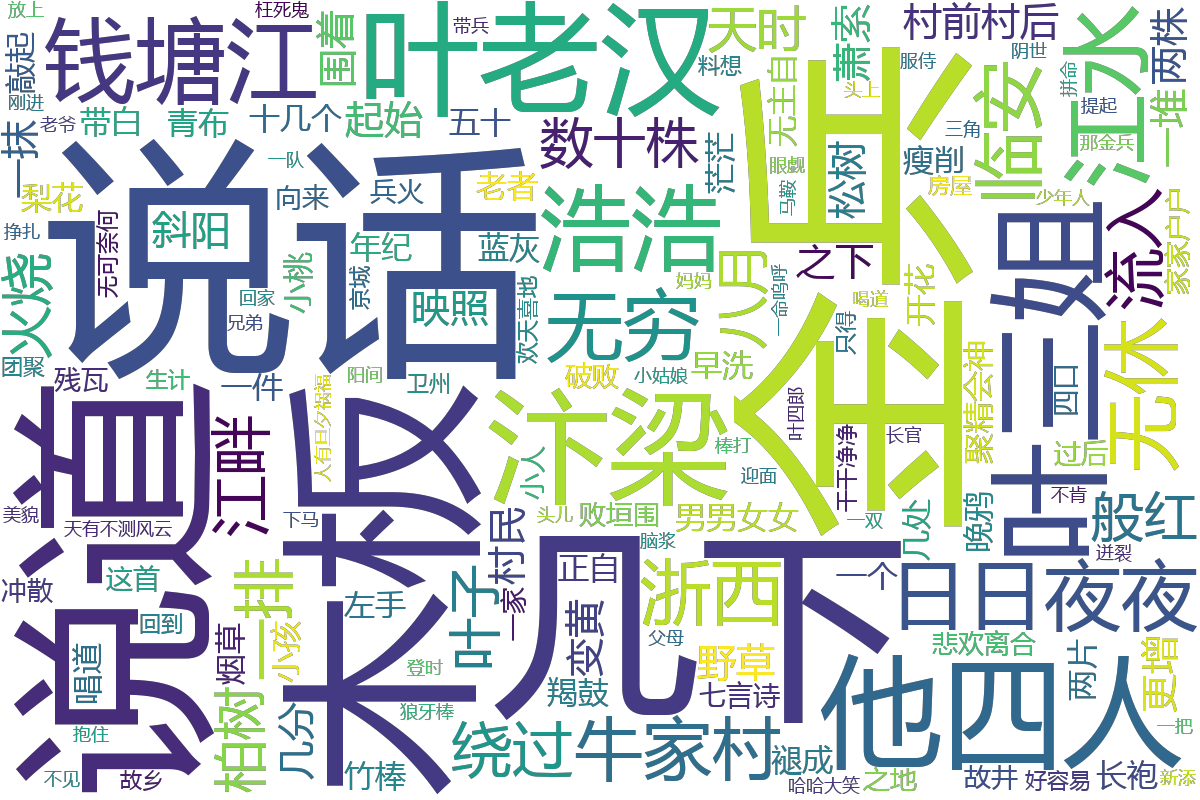 说话
金兵
几下
木板
说道
叶老汉
钱塘江
叶三姐
他四人
汴梁
浩浩
无穷
江水
临安
日日夜夜
牛家村
浙西
无休
流人
绕过
数十株
一排
柏树
火烧
江畔
天时
村前村后
萧索
两株
一堆
围着
敲起
一抹
带白
青布
十几个
起始
五十
梨花
斜阳
向来
兵火
老者
年纪
蓝灰
小桃
映照
京城
松树
茫茫
无主自
瘦削
房屋
八月
之下
开花
早洗
只得
破败
聚精会神
四口
过后
般红
晚鸦
几处
男男女女
败垣围
小人
残瓦
一件
卫州
团聚
生计
冲散
这首
回到
唱道
烟草
小孩
左手
叶子
一家村民
正自
变黄
野草
一个
七言诗
羯鼓
几分
竹棒
故乡
褪成
之地
故井
好容易
长袍
更增
两片
悲欢离合
家家户户
放上
枉死鬼
带兵
料想
服侍
阴世
拼命
提起
那金兵
头上
三角
眼觑
马鞍
少年人
刚进
老爷
一队
挣扎
无可奈何
回家
兄弟
欢天喜地
妈妈
一命呜呼
喝道
小姑娘
阳间
人有旦夕祸福
叶四郎
棒打
干干净净
长官
迎面
一双
不肯
迸裂
美貌
天有不测风云
下马
头儿
脑浆
父母
登时
狼牙棒
抱住
不见
哈哈大笑
一把
新添